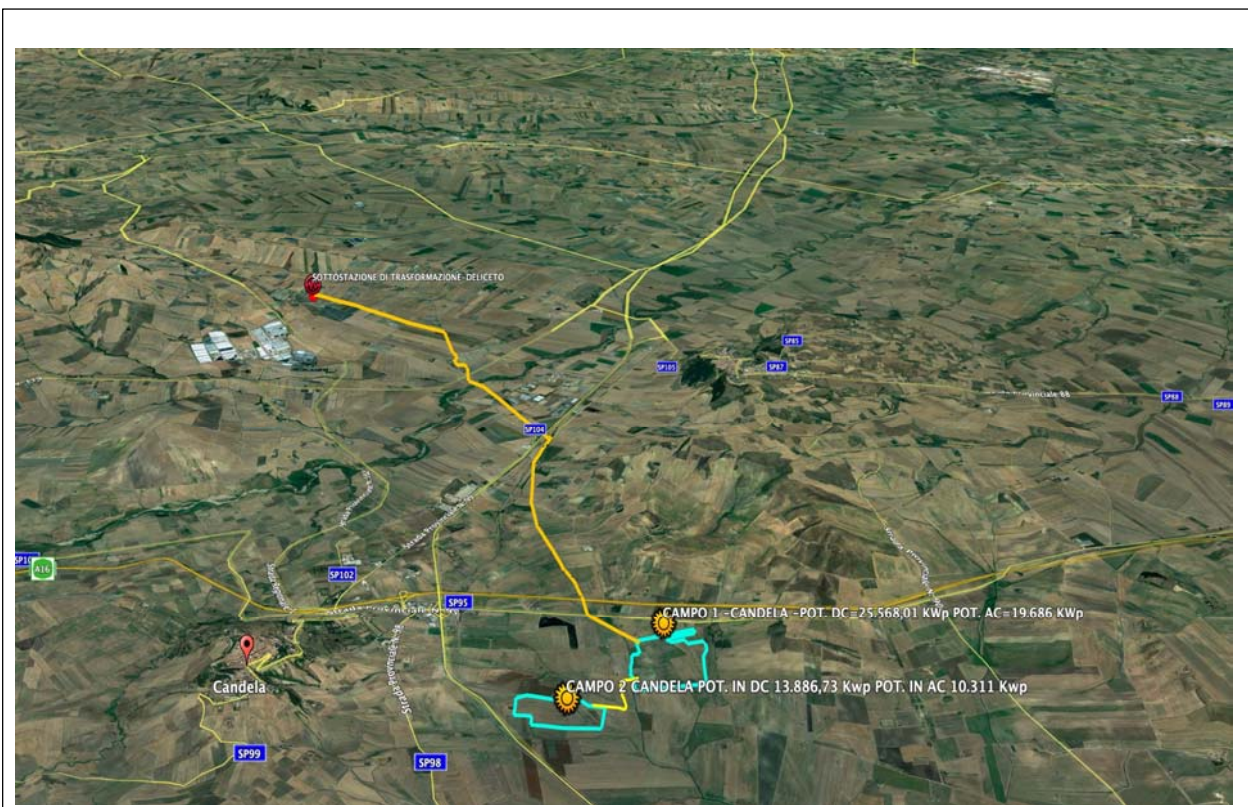 SOTTOSTAZIONE DI TRASFORMAZIONE- DELICETO
SP85
SP105
SP87
SP88
SP89
SP104
A16
SP102
SP95
CAMPO 1 -CANDELA -POT. DC=25.568,01 KWp POT. AC=19.686 KWp
Candela
CAMPO 2 CANDELA POT. IN DC 13.886,73 Kwp POT. IN AC 10.311 Kwp
SP99
SP98